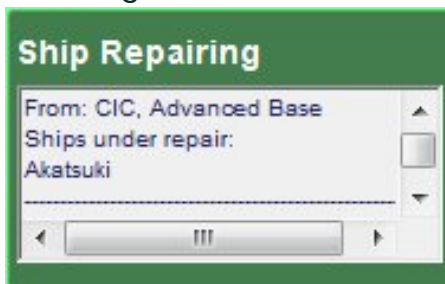 Ship Repairing
From: CIC, Advanced Base
Ships under repair:
Akatsuki